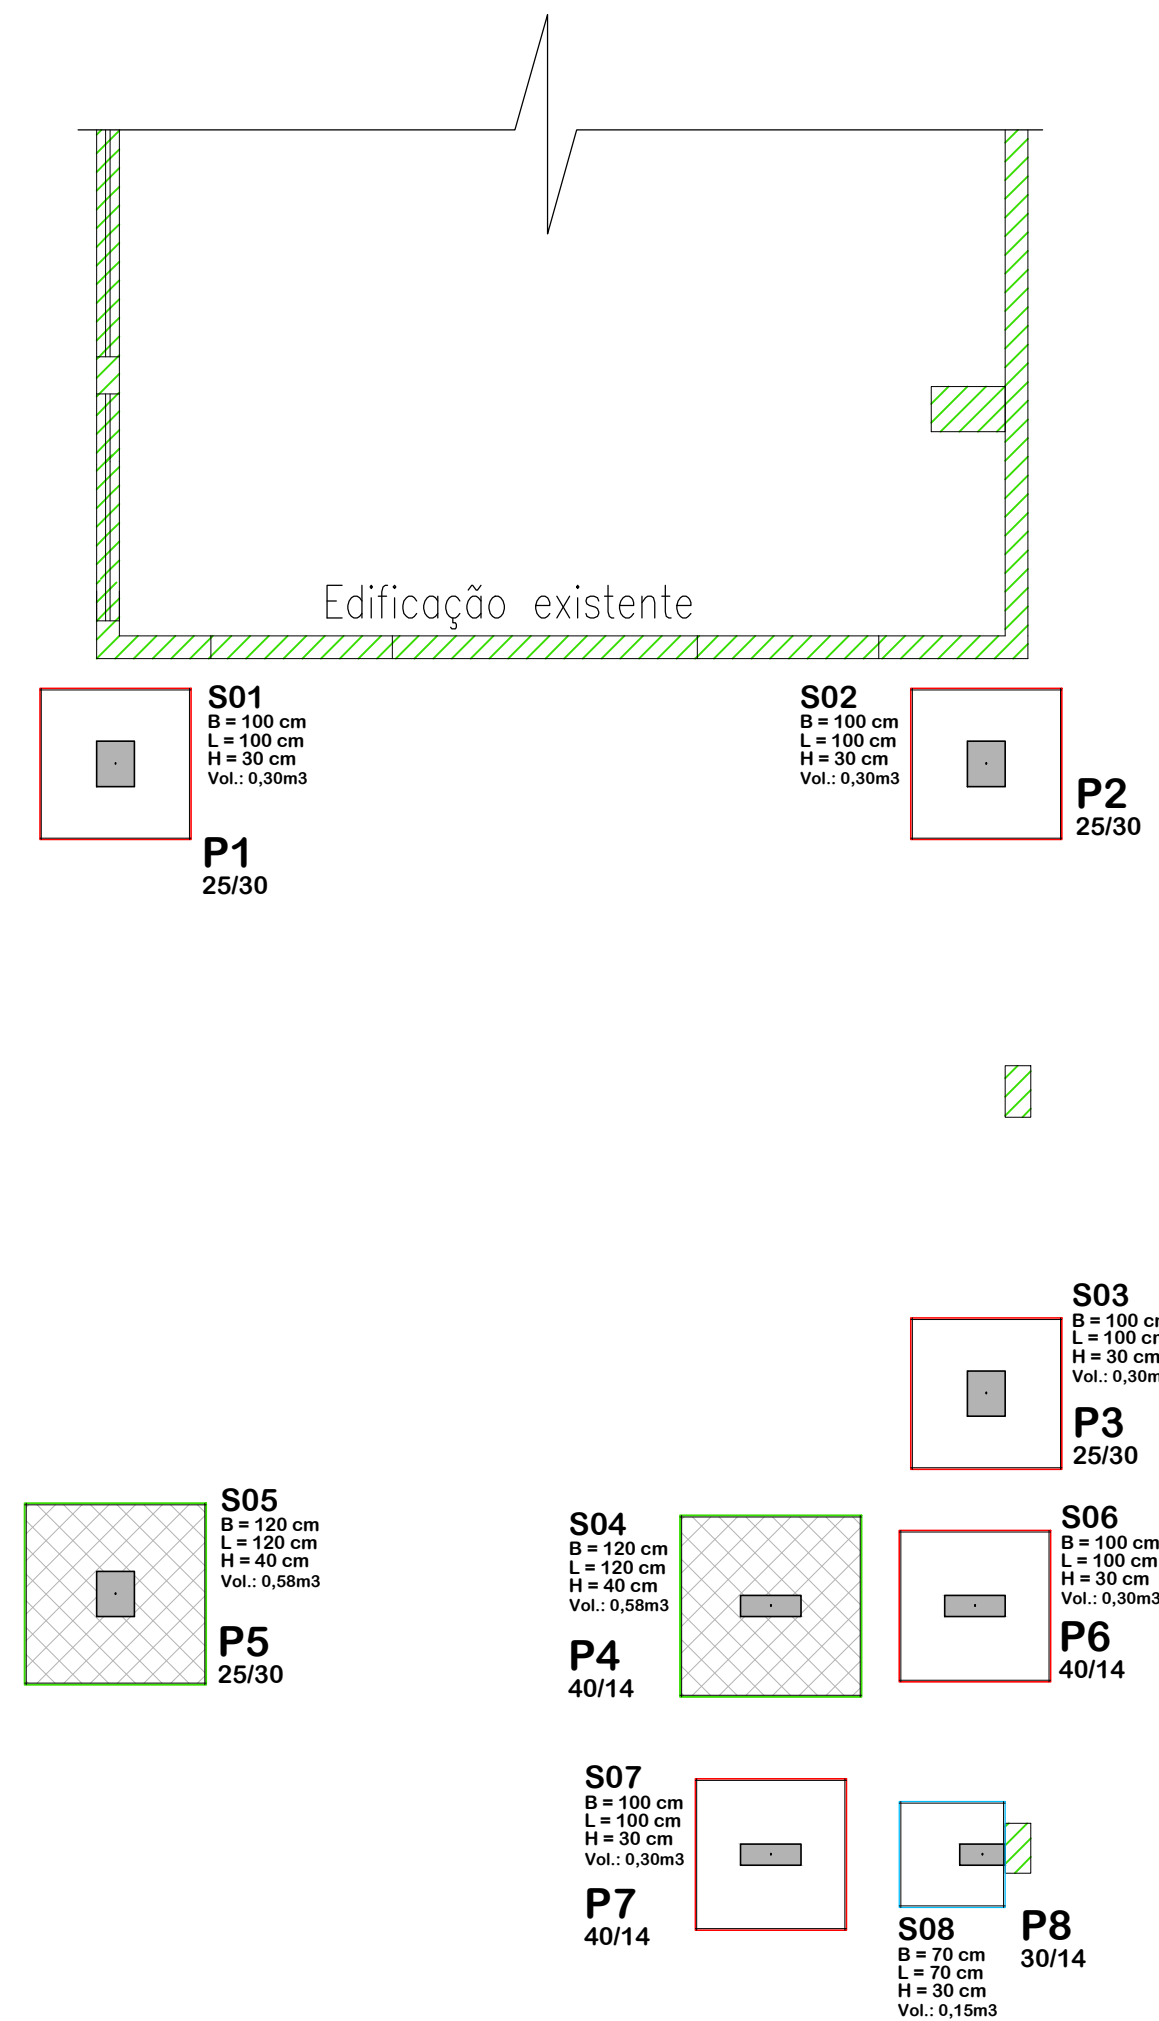 Edificação existente
S01
B = 100 cm
L = 100 cm
H = 30 cm
Vol.: 0,30m3
P1
25/30
S02
B = 100 cm
L = 100 cm
H = 30 cm
Vol.: 0,30m3
P2
25/30
S03
B = 100 c
L = 100 c
H = 30 cm
Vol.: 0,30m
P3
25/30
S05
B = 120 cm
L = 120 cm
H = 40 cm
Vol.: 0,58m3
P5
25/30
S04
B = 120 cm
L = 120 cm
H = 40 cm
Vol.: 0,58m3
P4
40/14
S06
B = 100 cm
L = 100 cm
H = 30 cm
Vol.: 0,30m3
P6
40/14
S07
B = 100 cm
L = 100 cm
H = 30 cm
Vol.: 0,30m3
P7
40/14
S08
B = 70 cm
L = 70 cm
H = 30 cm
Vol.: 0,15m3
P8
30/14